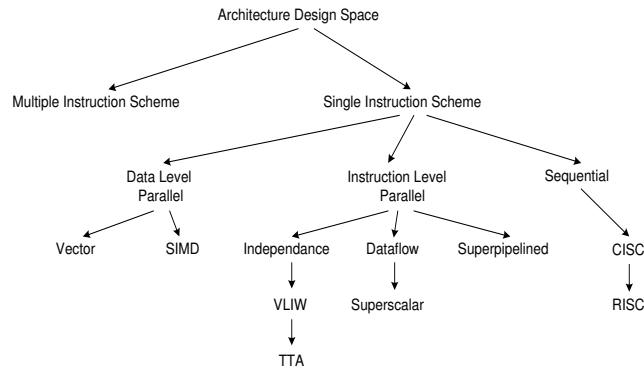 Architecture Design Space
Multiple Instruction Scheme
Single Instruction Scheme
Data Level
Parallel
Instruction Level
Parallel
Sequential
Vector
SIMD
Independance
Dataflow
Superpipelined
CISC
VLIW
Superscalar
RISC
TTA